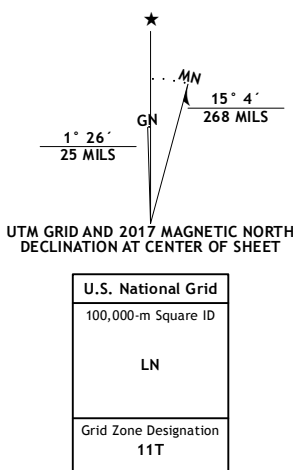 ★
MN
GN
15° 4´
268 MILS
1° 26´
25 MILS
UTM GRID AND 2017 MAGNETIC NORTH
DECLINATION AT CENTER OF SHEET
U.S. National Grid
100,000-m Square ID
LN
Grid Zone Designation
11T